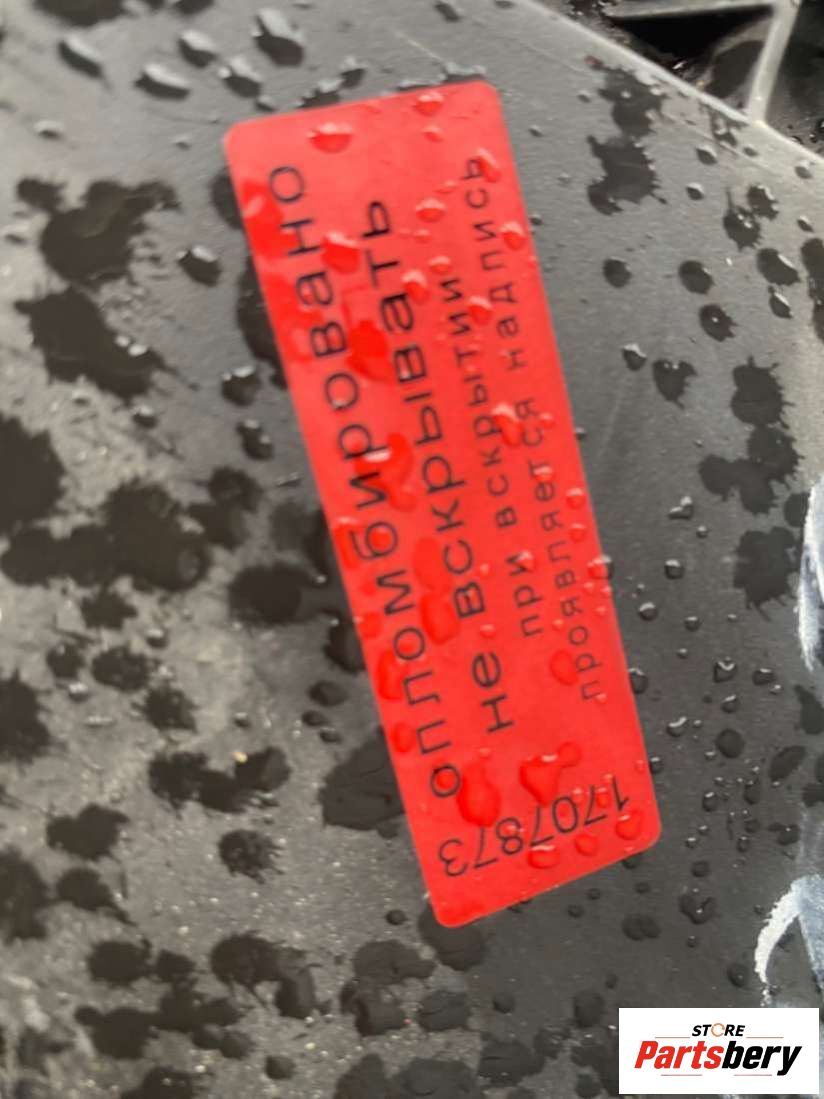 опломбировано
не вскрывать
при вскрытии
проявляется надпись
1707873
STORE
Partsbery